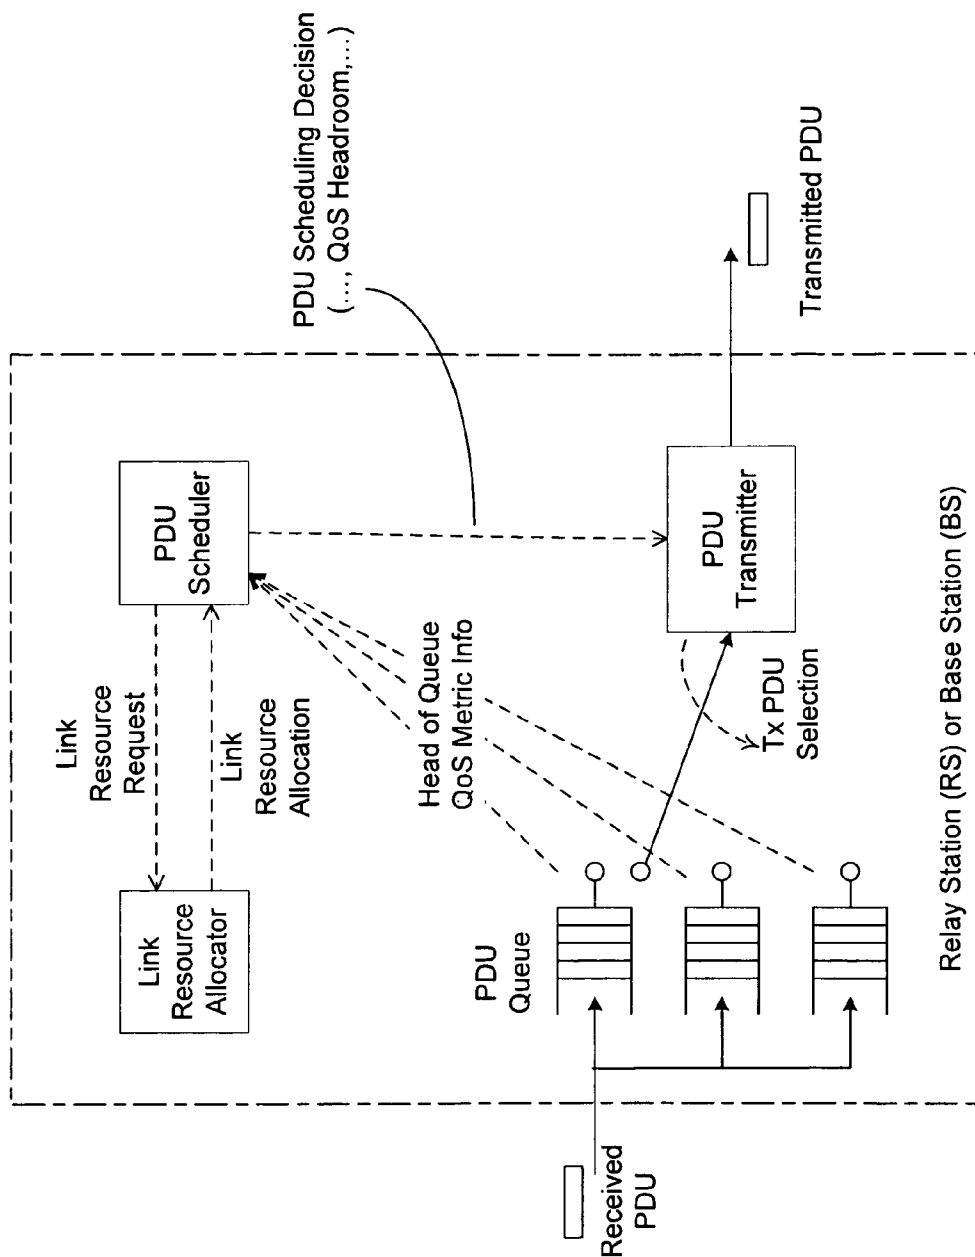 Link
Resource
Allocator
Link
Resource
Request
Link
Resource
Allocation
PDU
Scheduler
PDU Scheduling Decision
(..., QoS Headroom,...)
Head of Queue
QoS Metric Info
Received
PDU
PDU
Queue
Tx PDU
Selection
PDU
Transmitter
Transmitted PDU
Relay Station (RS) or Base Station (BS)